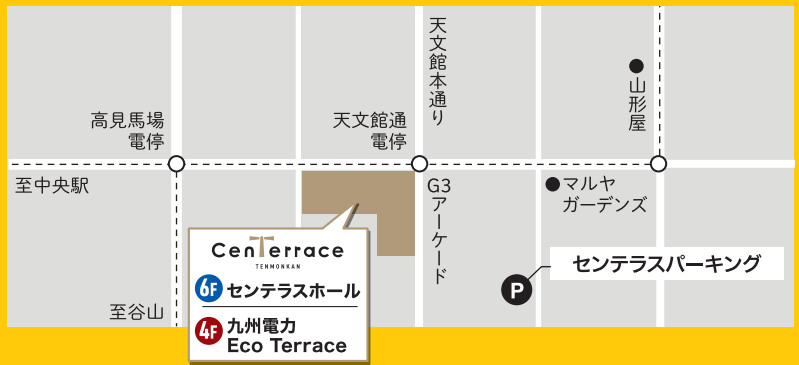 天文館本通り
山形屋
高見馬場
電停
天文館通
電停
至中央駅
G3アーケード
マルヤ
ガーデンズ
CenTerrace
TENMONKAN
センテラスパーキング
P
6F センテラスホール
4F 九州電力
Eco Terrace
至谷山